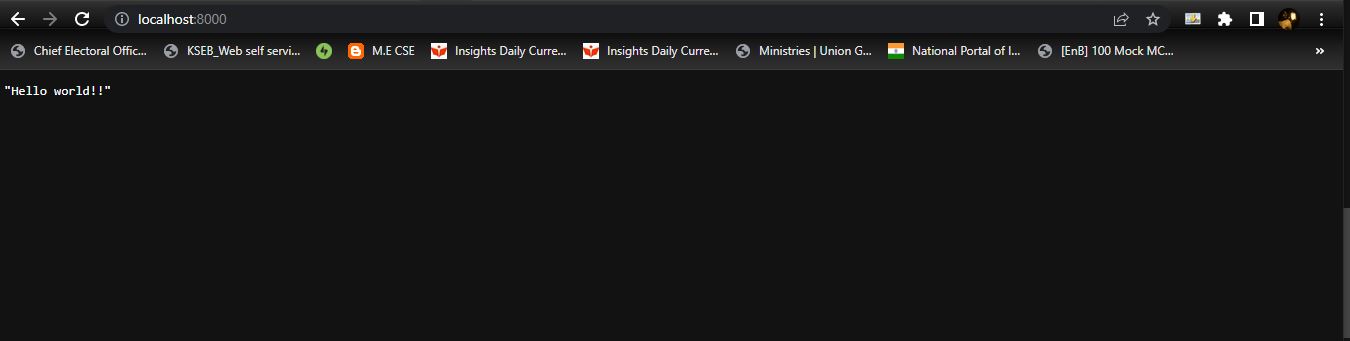 localhost:8000
Chief Electoral Offic... KSEB_Web self servi... M.E CSE Insights Daily Curre... Insights Daily Curre... Ministries | Union G... National Portal of I... [EnB] 100 Mock MC... »
"Hello world!!"